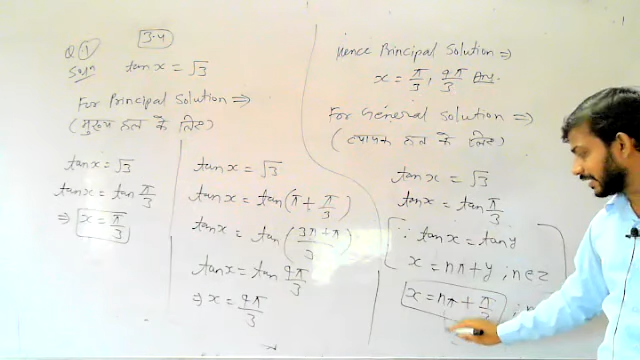 3.4
Q ①
Solⁿ tan x = √3
For Principal Solution ⇒
(मुख्य हल के लिए)
tan x = √3
tan x = tan π/3
⇒ x = π/3
tan x = √3
tan x = tan (π + π/3)
tan x = tan (3π+π/3)
tan x = tan 4π/3
⇒ x = 4π/3
Hence Principal Solution ⇒
x = π/3, 4π/3 Ans.
For General Solution ⇒
(व्यापक हल के लिए)
tan x = √3
tan x = tan π/3
∵ tan x = tan y
x = nπ + y, n ∈ z
x = nπ + π/3